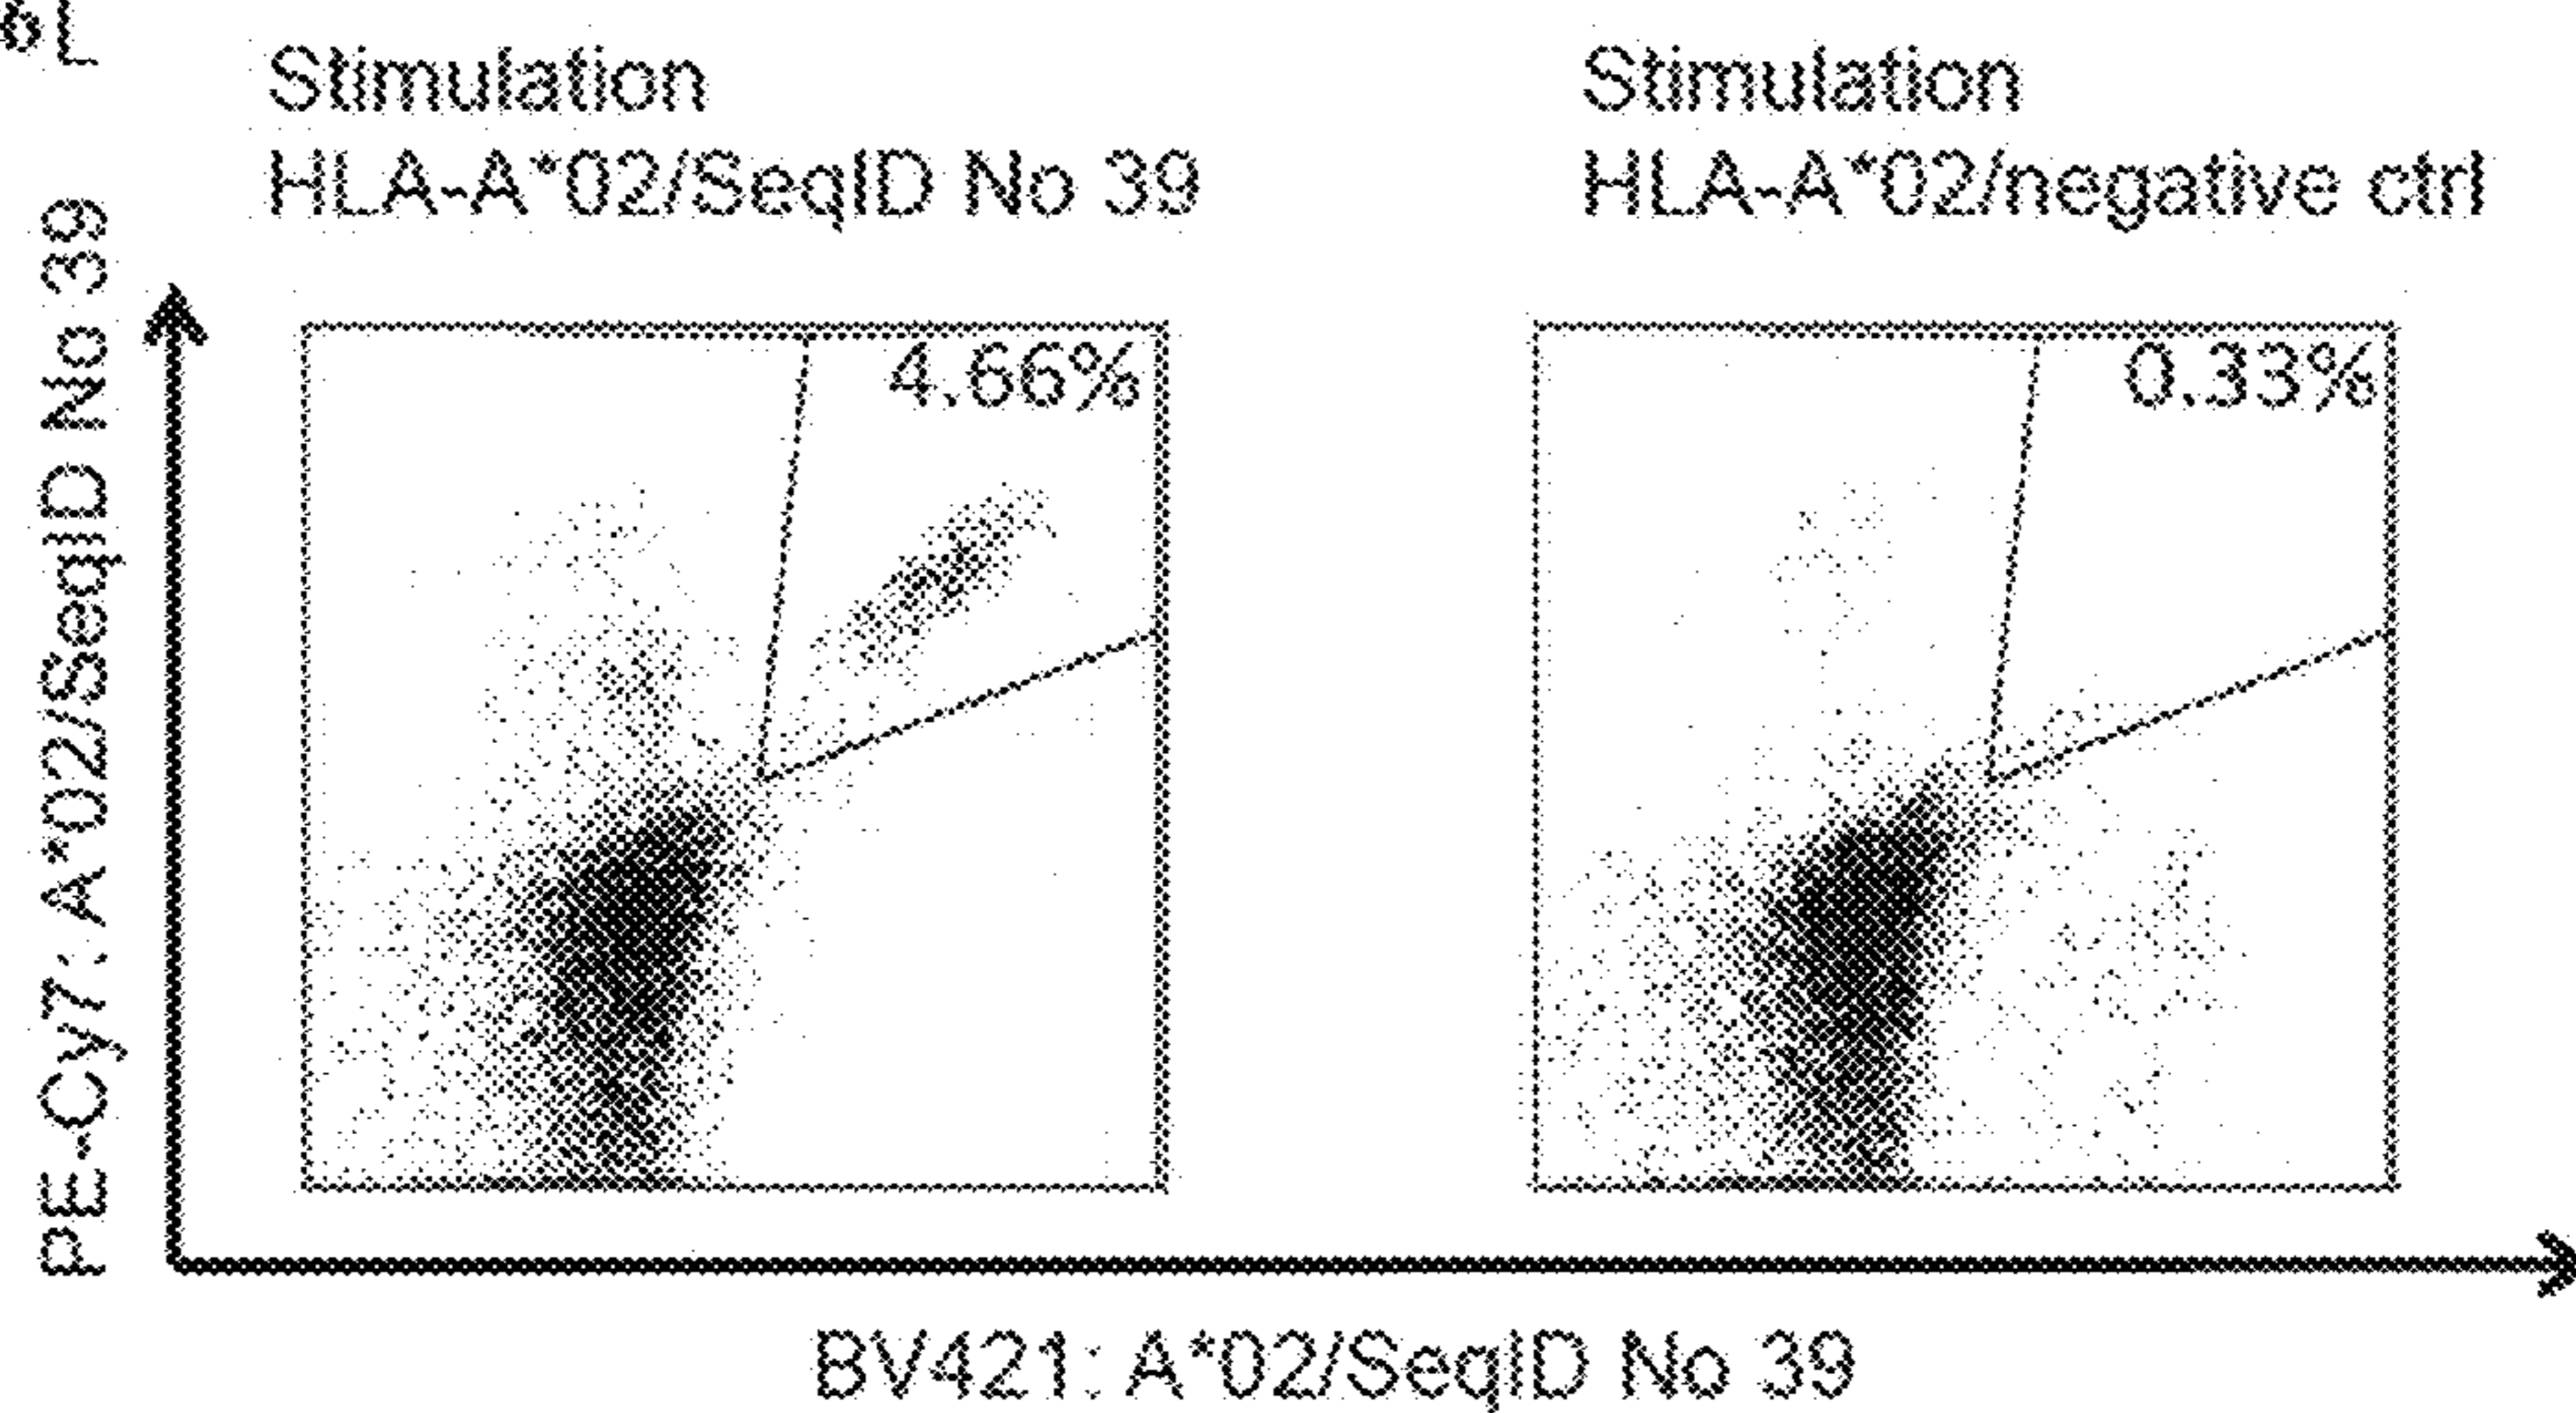 Stimulation
HLA-A*02/SeqID No 39
Stimulation
HLA-A*02/negative ctrl
PE-Cy7: A*02/SeqID No 39
4.66%
0.33%
BV421: A*02/SeqID No 39